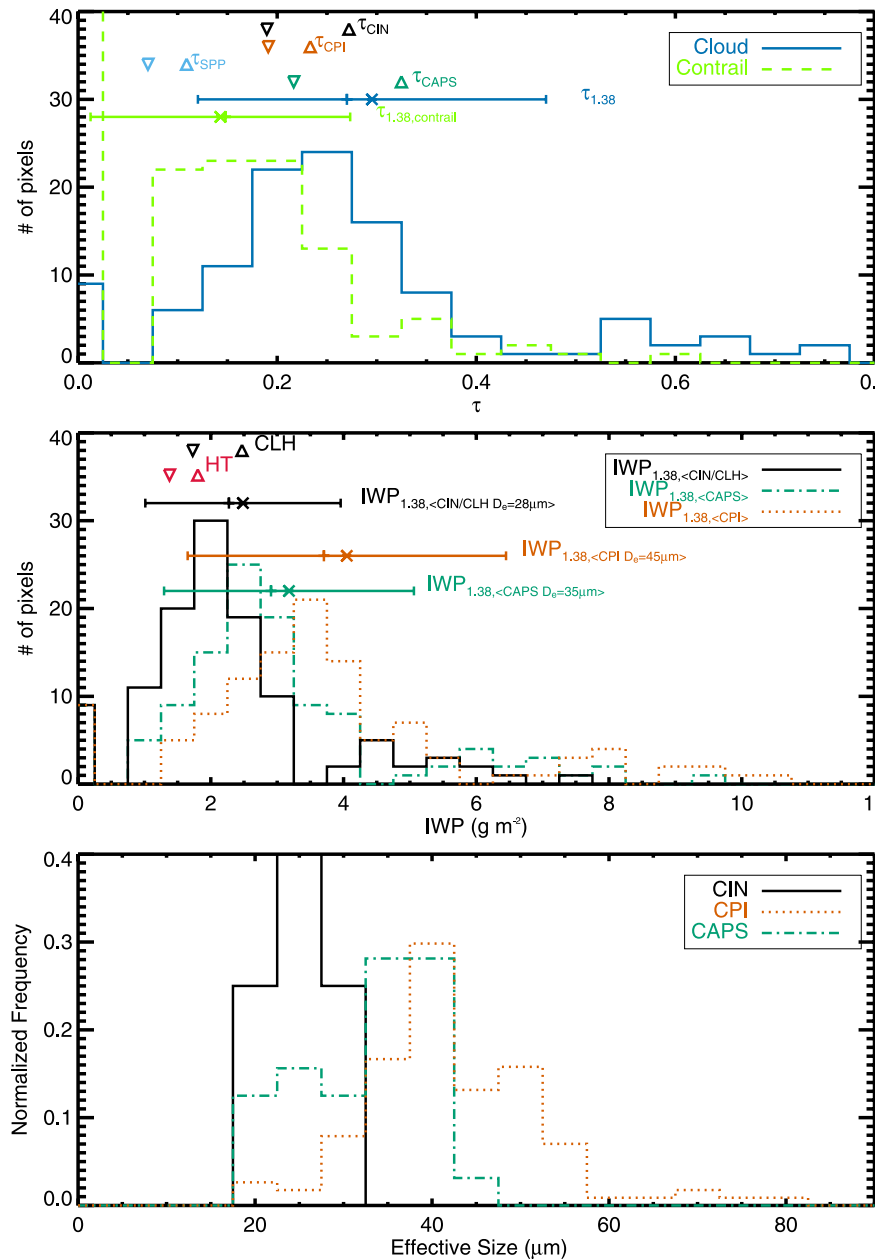 40
30
20
10
0
# of pixels
τCIN
τCPI
τSPP
τCAPS
τ1.38
τ1.38,contrail
Cloud
Contrail
0.0 0.2 0.4 0.6 0.
τ
40
30
20
10
0
# of pixels
CLH
HT
IWP1.38,<CIN/CLH De=28μm>
IWP1.38,<CPI De=45μm>
IWP1.38,<CAPS De=35μm>
IWP1.38,<CIN/CLH>
IWP1.38,<CAPS>
IWP1.38,<CPI>
0 2 4 6 8 10 1
IWP (g m-2)
0.4
0.3
0.2
0.1
0.0
Normalized Frequency
CIN
CPI
CAPS
20 40 60 80
Effective Size (μm)